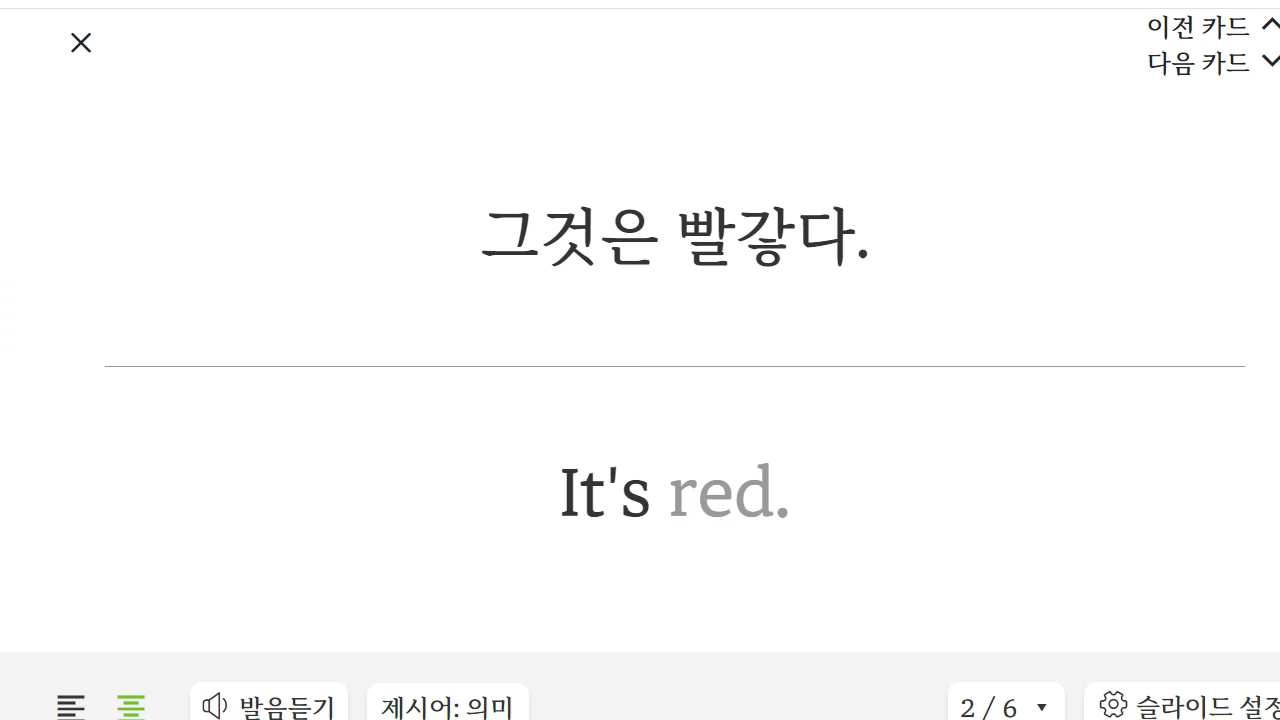 이전 카드
다음 카드
그것은 빨갛다.
It's red.
발음듣기 제시어: 의미 2 / 6 슬라이드 설정